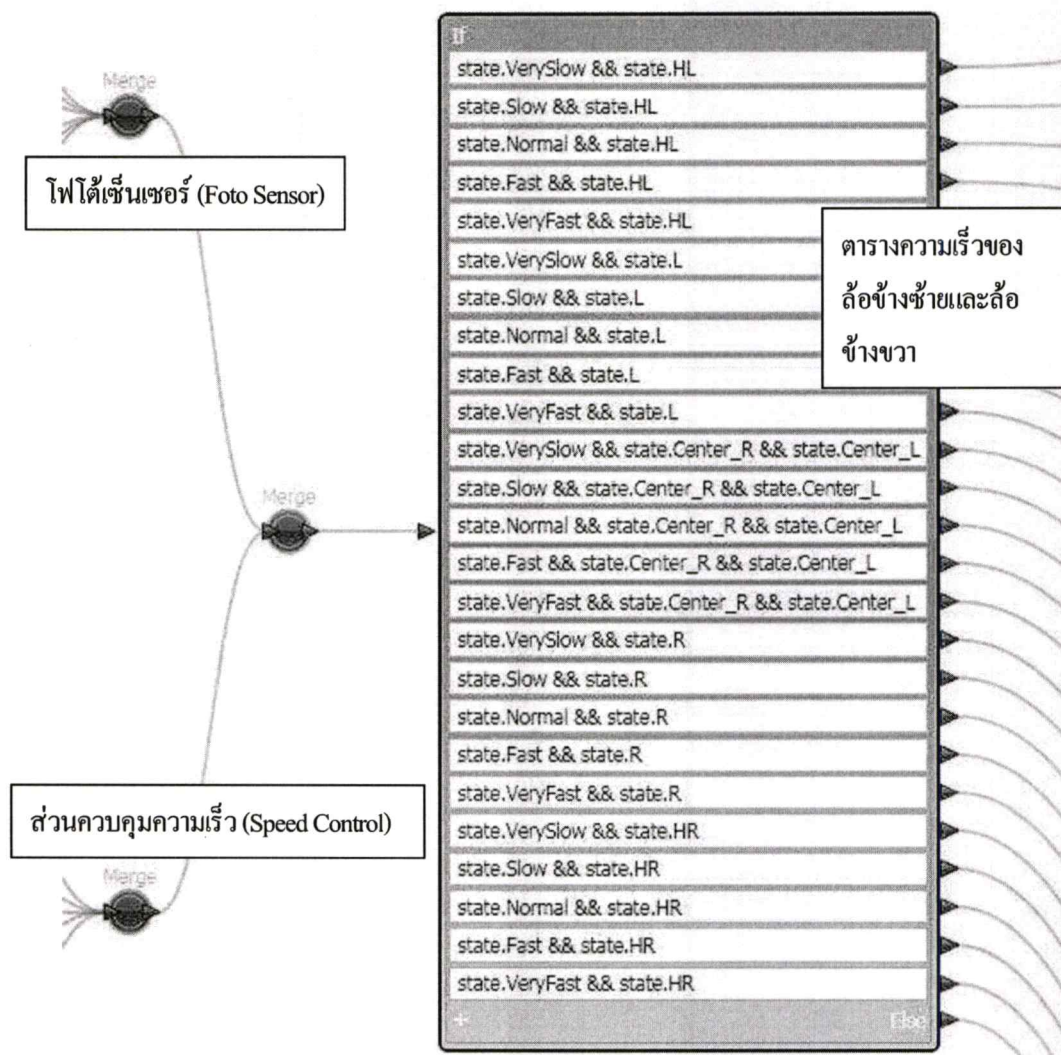 Merge
โฟโต้เซ็นเซอร์ (Foto Sensor)
Merge
ส่วนควบคุมความเร็ว (Speed Control)
Merge
If
state.VerySlow && state.HL
state.Slow && state.HL
state.Normal && state.HL
state.Fast && state.HL
state.VeryFast && state.HL
state.VerySlow && state.L
state.Slow && state.L
state.Normal && state.L
state.Fast && state.L
state.VeryFast && state.L
state.VerySlow && state.Center_R && state.Center_L
state.Slow && state.Center_R && state.Center_L
state.Normal && state.Center_R && state.Center_L
state.Fast && state.Center_R && state.Center_L
state.VeryFast && state.Center_R && state.Center_L
state.VerySlow && state.R
state.Slow && state.R
state.Normal && state.R
state.Fast && state.R
state.VeryFast && state.R
state.VerySlow && state.HR
state.Slow && state.HR
state.Normal && state.HR
state.Fast && state.HR
state.VeryFast && state.HR
+ Else
ตารางความเร็วของ
ล้อข้างซ้ายและล้อ
ข้างขวา